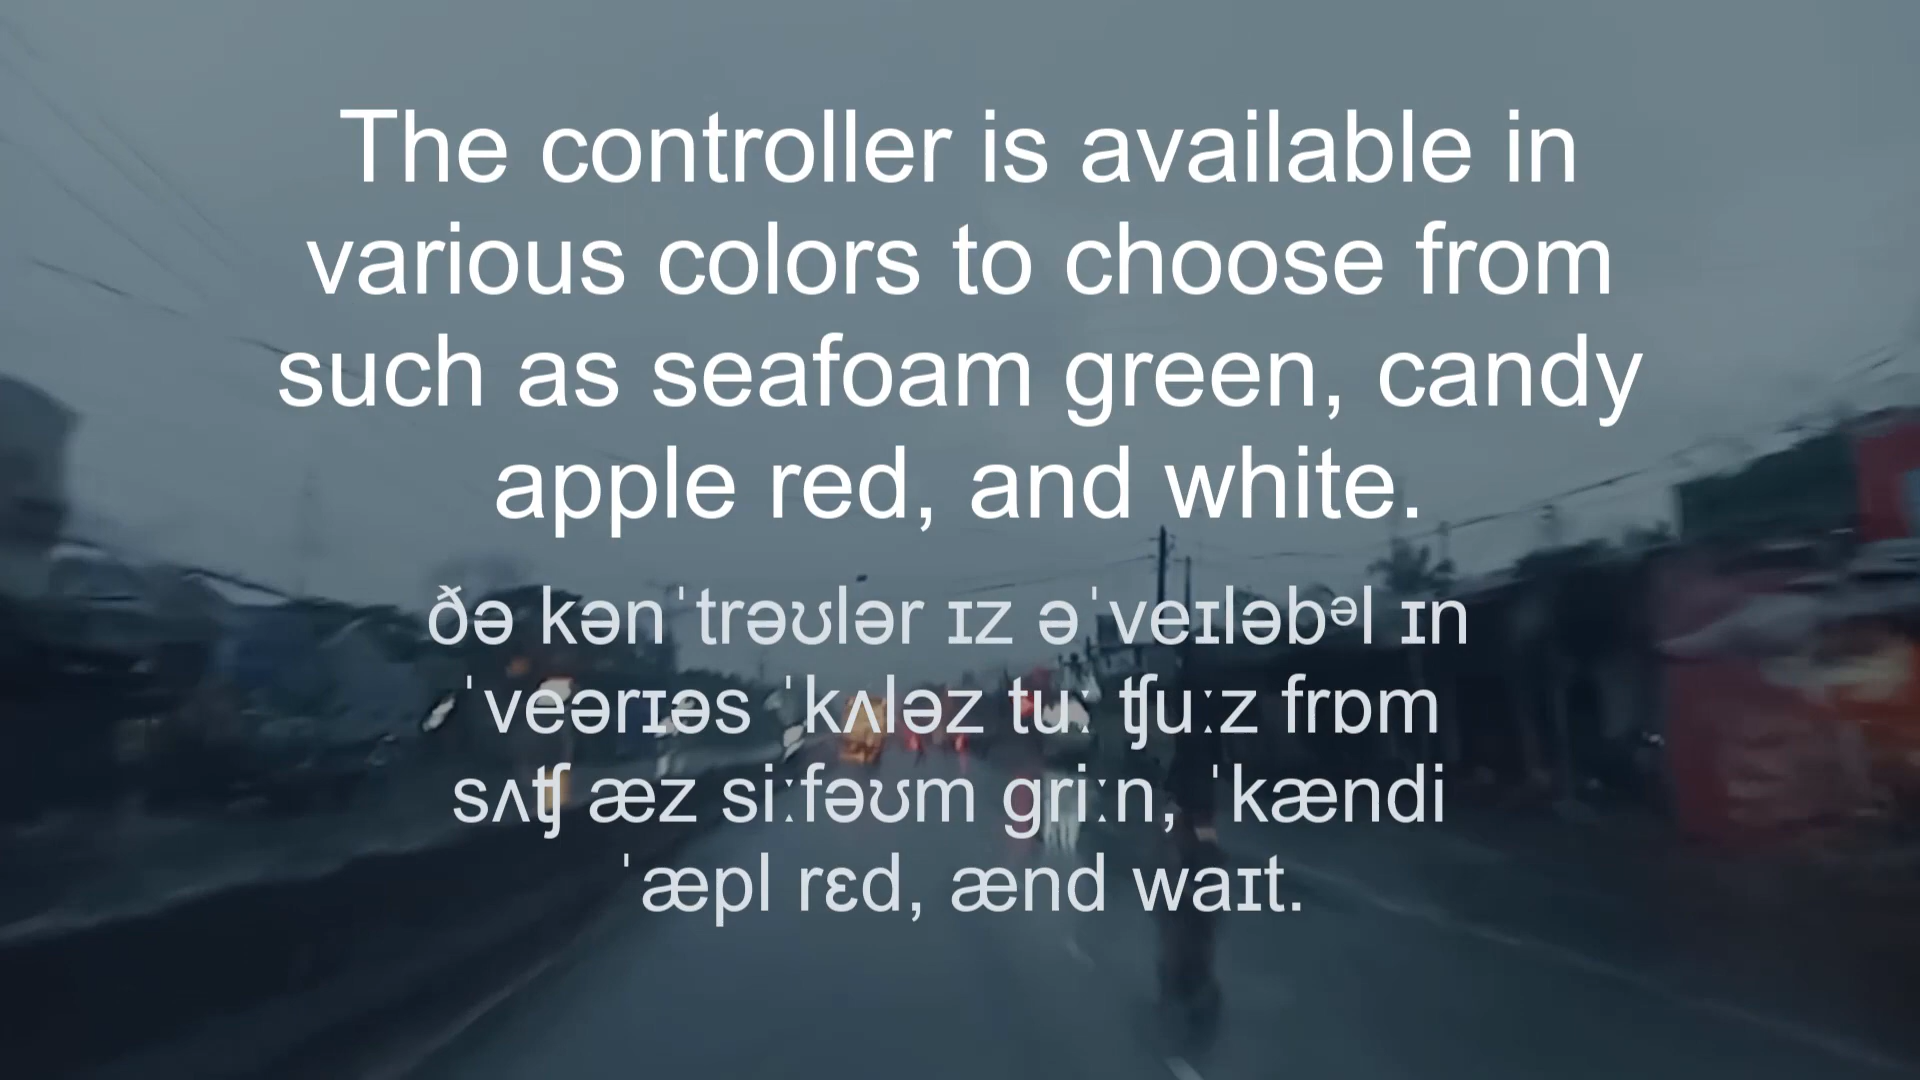 The controller is available in
various colors to choose from
such as seafoam green, candy
apple red, and white.
ðə kənˈtrəʊlər ɪz əˈveɪləbᵊl ɪn
ˈveərɪəs ˈkʌləz tuː ʧuːz frɒm
sʌʧ æz siːfəʊm griːn, ˈkændi
ˈæpl rɛd, ænd waɪt.